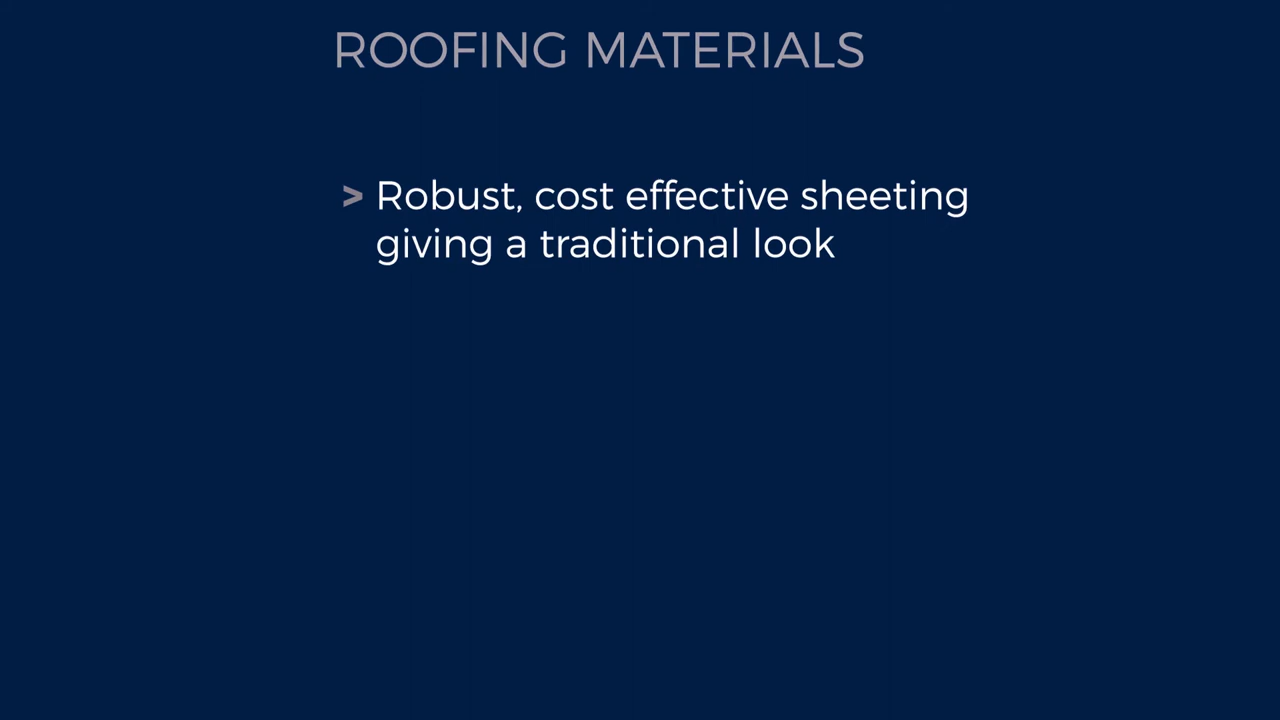 ROOFING MATERIALS
> Robust, cost effective sheeting
giving a traditional look